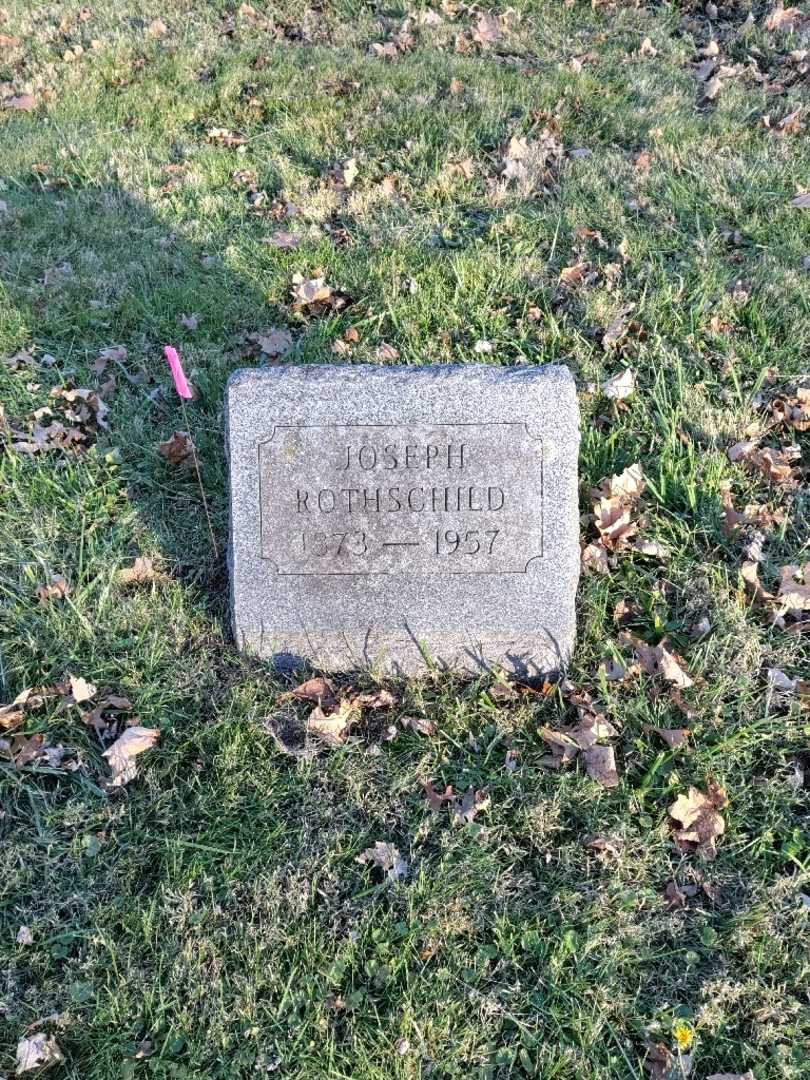 JOSEPH
ROTHSCHILD
1873 — 1957